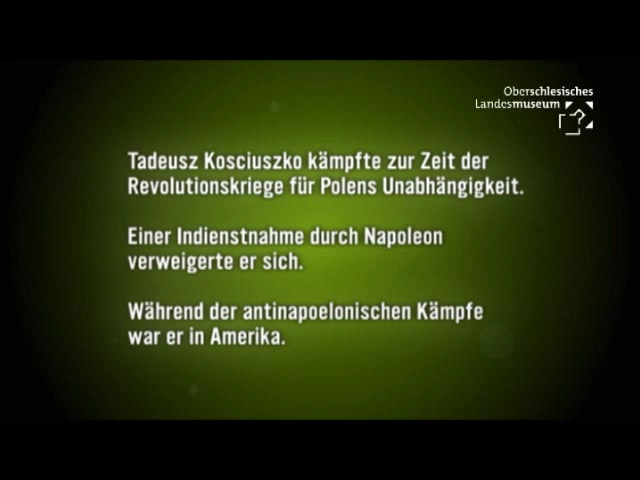 Oberschlesisches
Landesmuseum
Tadeusz Kosciuszko kämpfte zur Zeit der
Revolutionskriege für Polens Unabhängigkeit.
Einer Indienstnahme durch Napoleon
verweigerte er sich.
Während der antinapoelonischen Kämpfe
war er in Amerika.